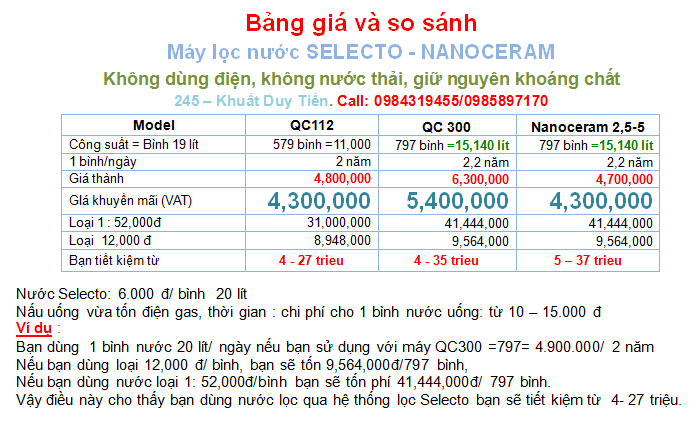 Bảng giá và so sánh
Máy lọc nước SELECTO - NANOCERAM
Không dùng điện, không nước thải, giữ nguyên khoáng chất
245 – Khuất Duy Tiến. Call: 0984319455/0985897170
Model QC112 QC 300 Nanoceram 2,5-5
Công suất = Bình 19 lít 579 bình =11,000 797 bình =15,140 lít 797 bình =15,140 lít
1 bình/ngày 2 năm 2,2 năm 2,2 năm
Giá thành 4,800,000 6,300,000 4,700,000
GIá khuyến mãi (VAT) 4,300,000 5,400,000 4,300,000
Loại 1 : 52,000đ 31,000,000 41,444,000 41,444,000
Loại 12,000 đ 8,948,000 9,564,000 9,564,000
Bạn tiết kiệm từ 4 - 27 trieu 4 - 35 trieu 5 – 37 trieu
Nước Selecto: 6.000 đ/ bình 20 lít
Nấu uống vừa tốn điện gas, thời gian : chi phí cho 1 bình nước uống: từ 10 – 15.000 đ
Ví dụ :
Bạn dùng 1 bình nước 20 lít/ ngày nếu bạn sử dụng với máy QC300 =797= 4.900.000/ 2 năm
Nếu bạn dùng loại 12,000 đ/ bình, bạn sẽ tốn 9,564,000đ/797 bình,
Nếu bạn dùng nước loại 1: 52,000đ/bình bạn sẽ tốn phí 41,444,000đ/ 797 bình.
Vậy điều này cho thấy bạn dùng nước lọc qua hệ thống lọc Selecto bạn sẽ tiết kiệm từ 4- 27 triệu.